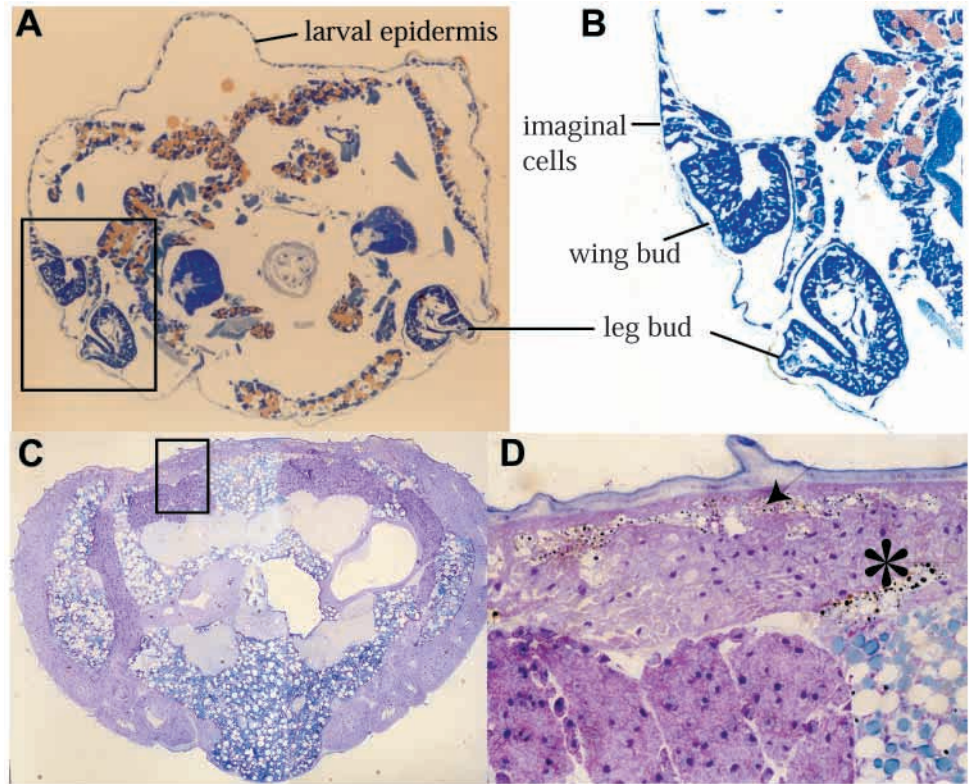 A
larval epidermis
B
imaginal
cells
wing bud
leg bud
C
D
*